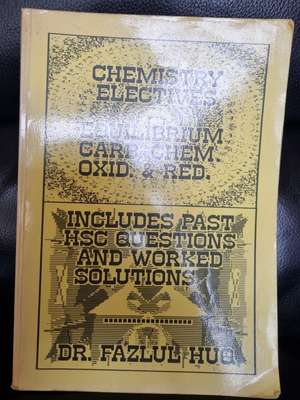 CHEMISTRY
ELECTIVES
EQUILIBRIUM
CARB. CHEM.
OXID. & RED.
INCLUDES PAST
HSC QUESTIONS
AND WORKED
SOLUTIONS
DR. FAZLUL HUQ